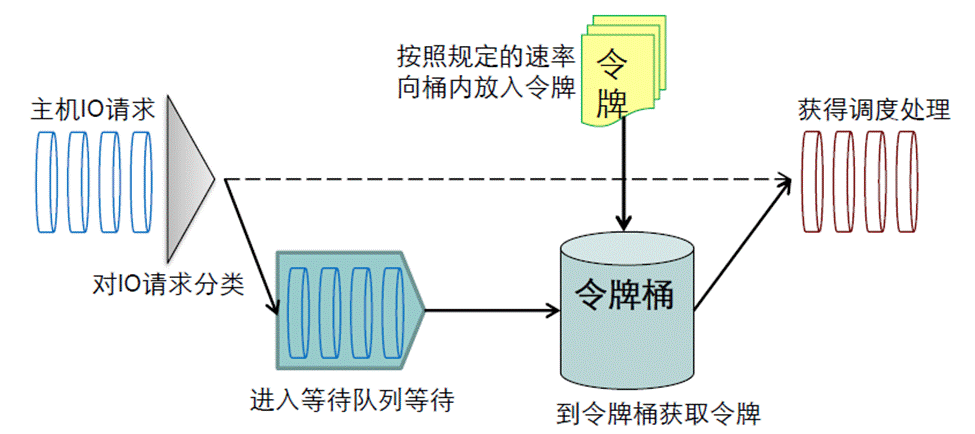 按照规定的速率
向桶内放入令牌
令
牌
主机IO请求
获得调度处理
对IO请求分类
令牌桶
进入等待队列等待
到令牌桶获取令牌